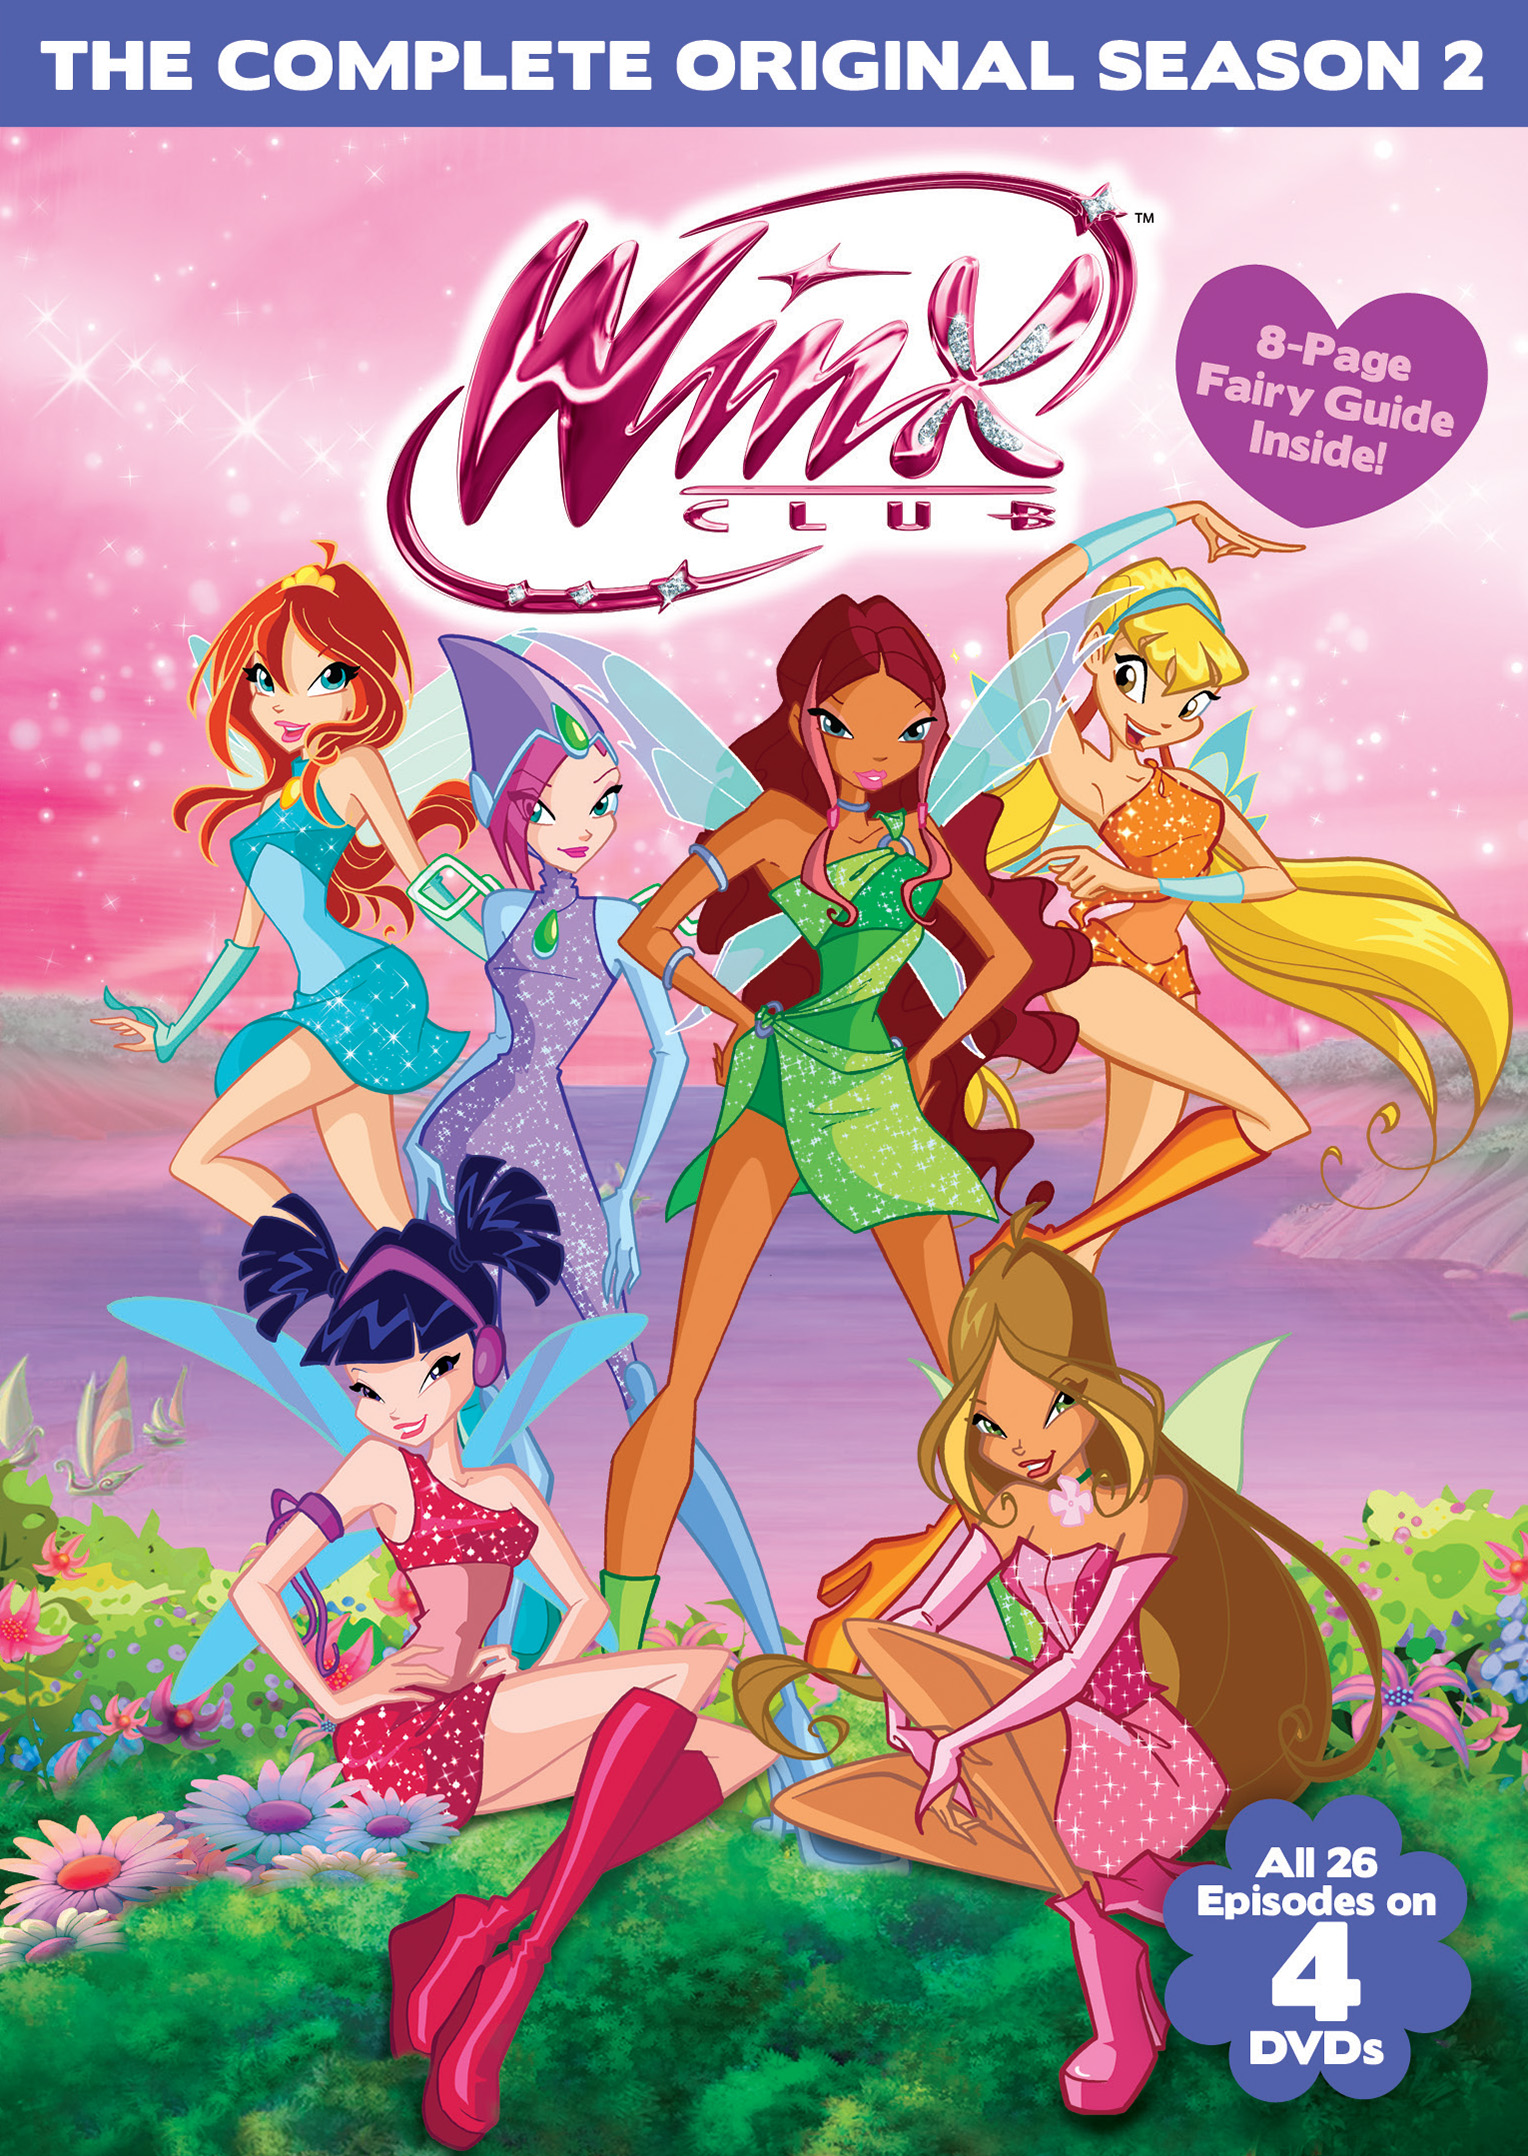 THE COMPLETE ORIGINAL SEASON 2
Winx
™
CLUB
8-Page
Fairy Guide
Inside!
All 26
Episodes on
4
DVDs